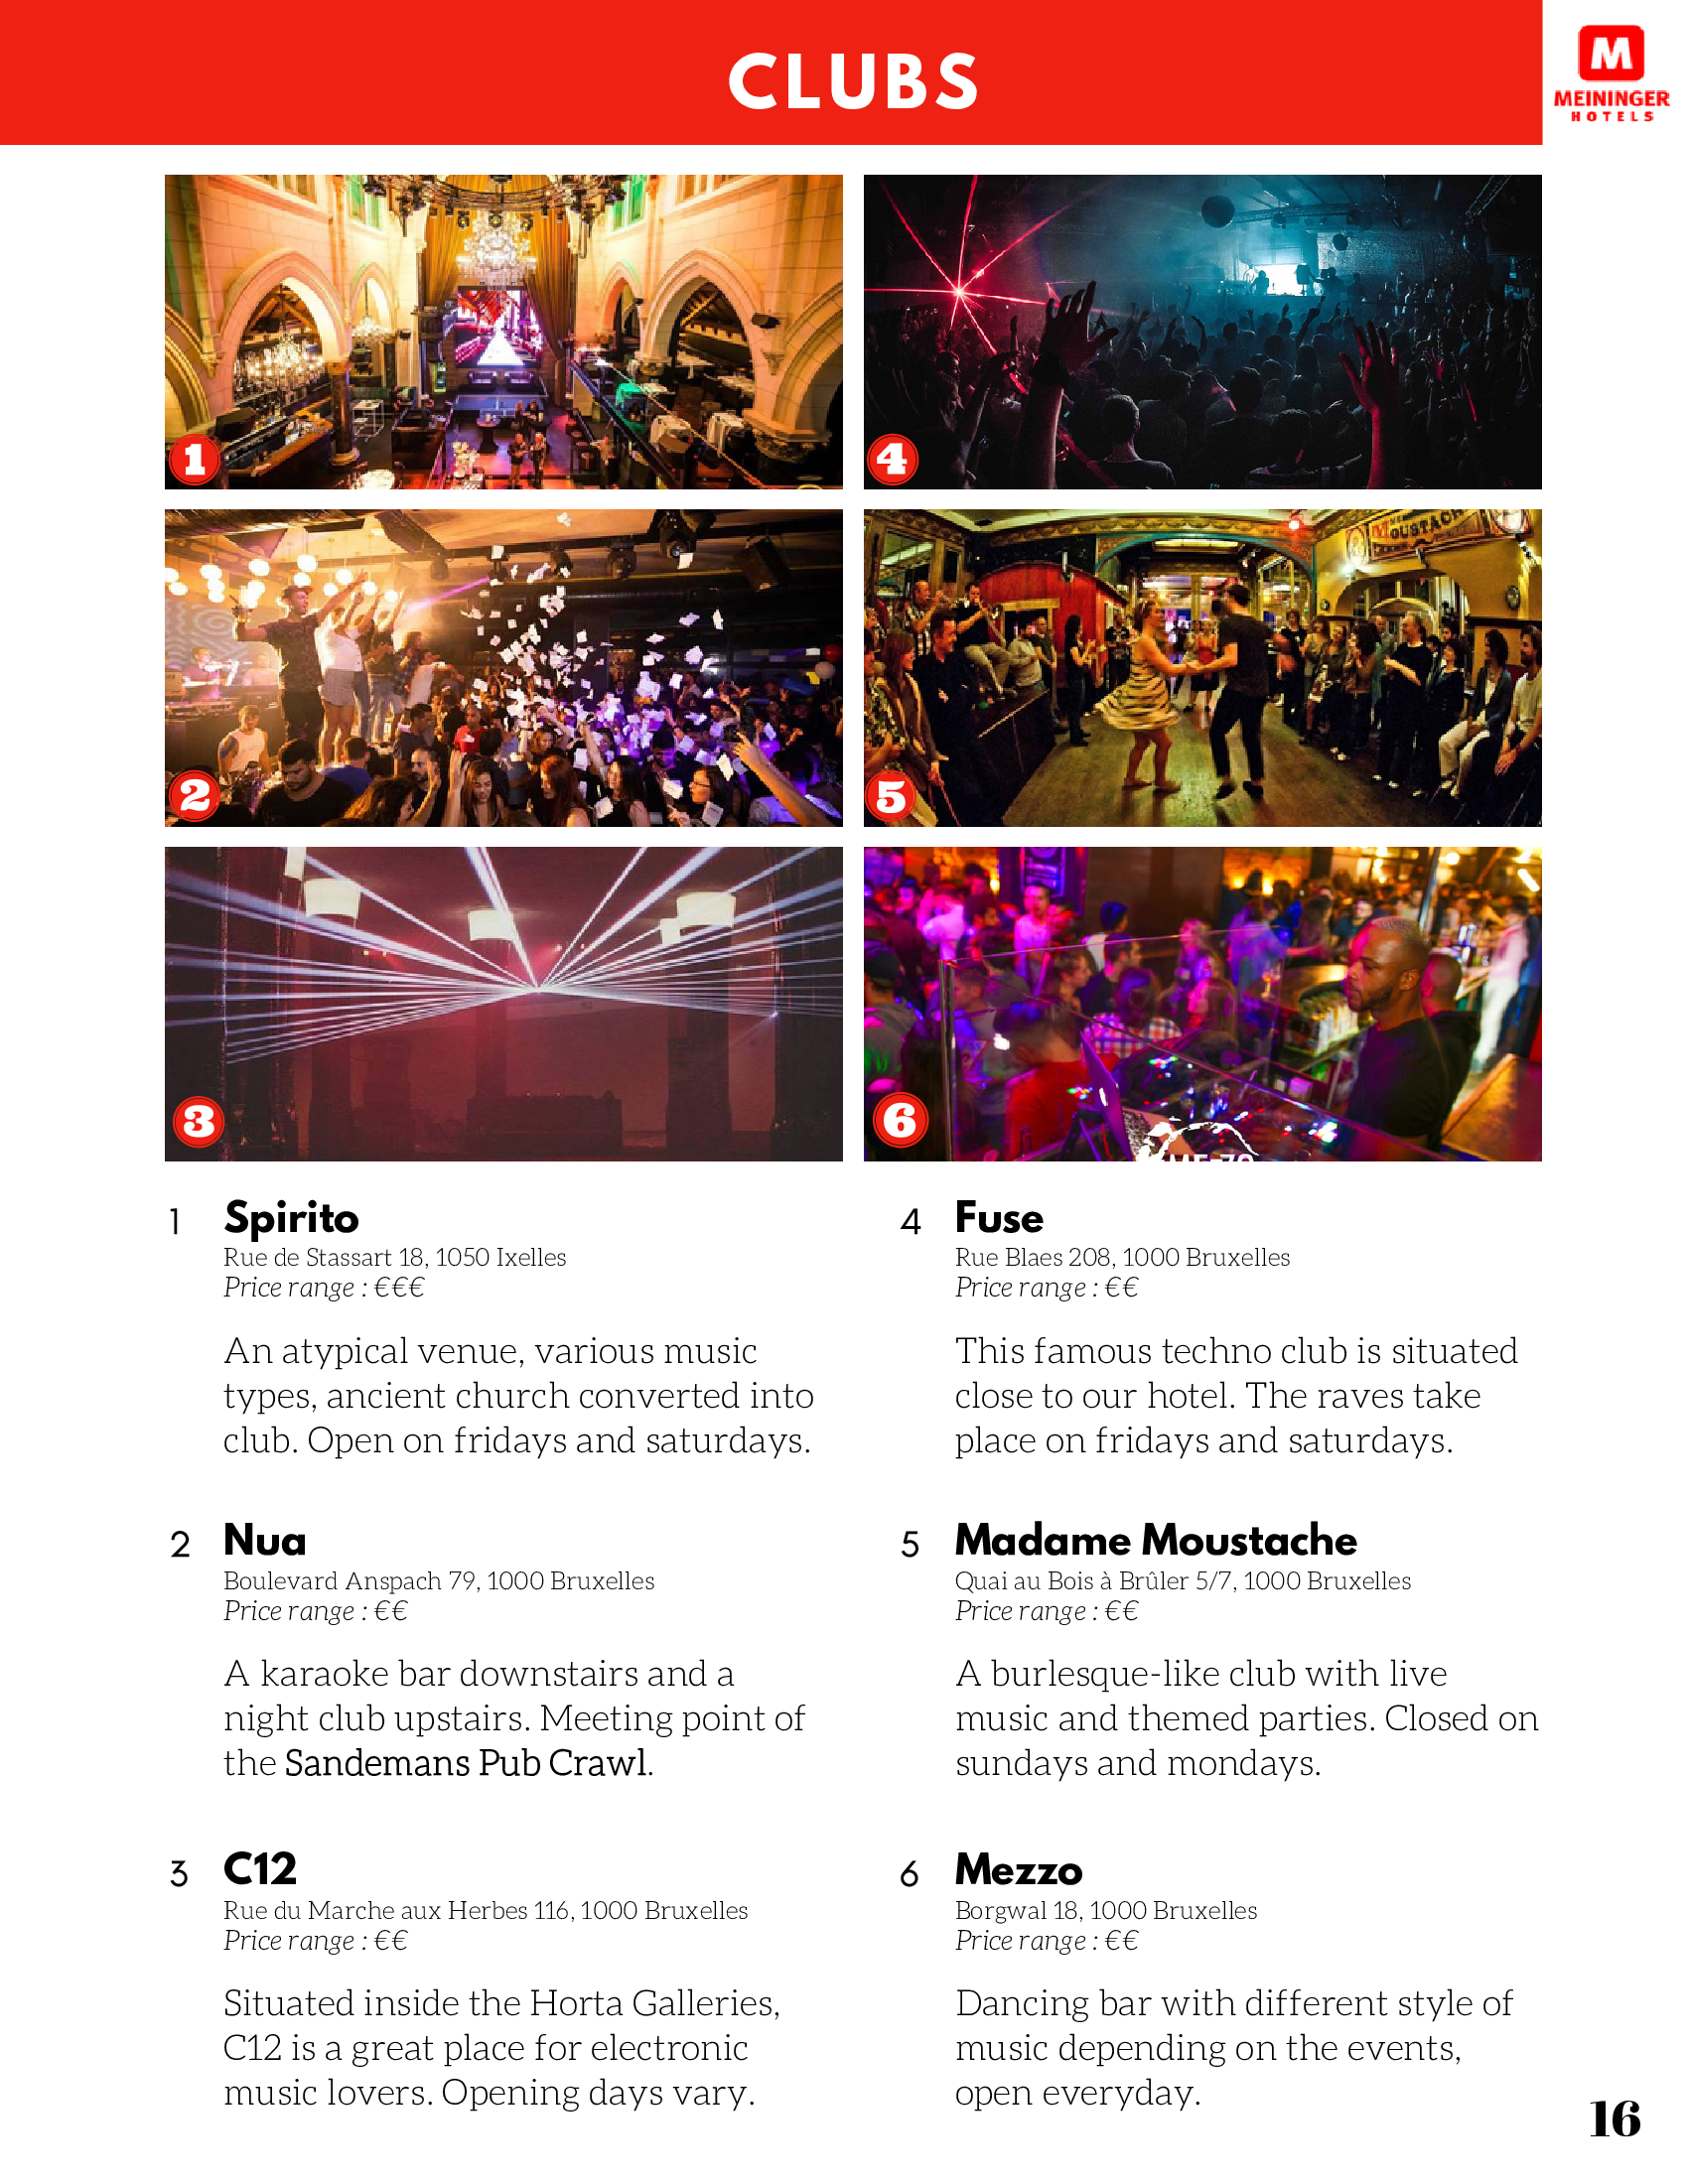 CLUBS
M
MEININGER
HOTELS
1
4
MOUSTACH
2
5
3
6
1 Spirito
Rue de Stassart 18, 1050 Ixelles
Price range : €€€
An atypical venue, various music
types, ancient church converted into
club. Open on fridays and saturdays.
2 Nua
Boulevard Anspach 79, 1000 Bruxelles
Price range : €€
A karaoke bar downstairs and a
night club upstairs. Meeting point of
the Sandemans Pub Crawl.
3 C12
Rue du Marche aux Herbes 116, 1000 Bruxelles
Price range : €€
Situated inside the Horta Galleries,
C12 is a great place for electronic
music lovers. Opening days vary.
4 Fuse
Rue Blaes 208, 1000 Bruxelles
Price range : €€
This famous techno club is situated
close to our hotel. The raves take
place on fridays and saturdays.
5 Madame Moustache
Quai au Bois à Brûler 5/7, 1000 Bruxelles
Price range : €€
A burlesque-like club with live
music and themed parties. Closed on
sundays and mondays.
6 Mezzo
Borgwal 18, 1000 Bruxelles
Price range : €€
Dancing bar with different style of
music depending on the events,
open everyday.
16